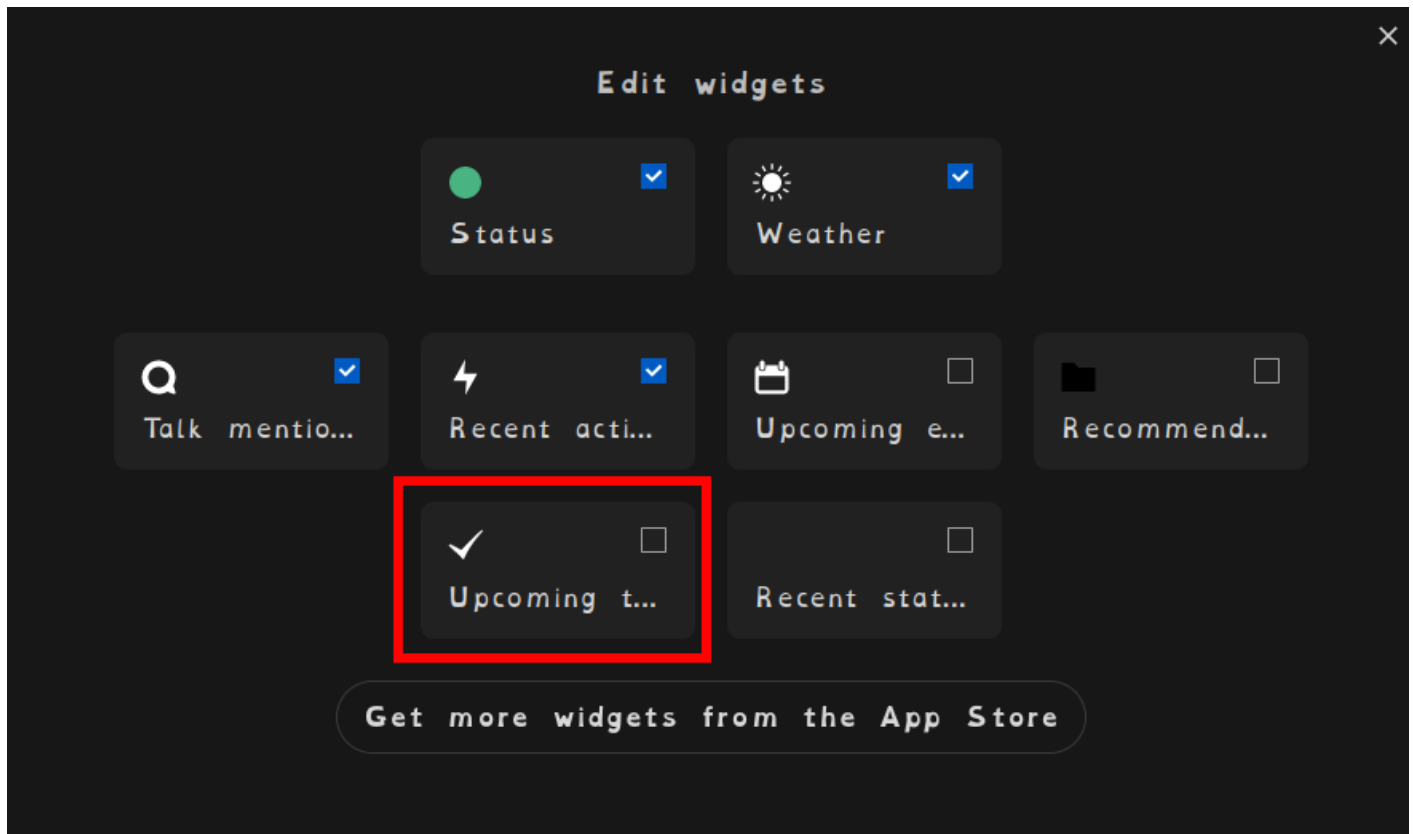 Edit widgets
Status
Weather
Talk mentio...
Recent acti...
Upcoming e...
Recommend...
Upcoming t...
Recent stat...
Get more widgets from the App Store